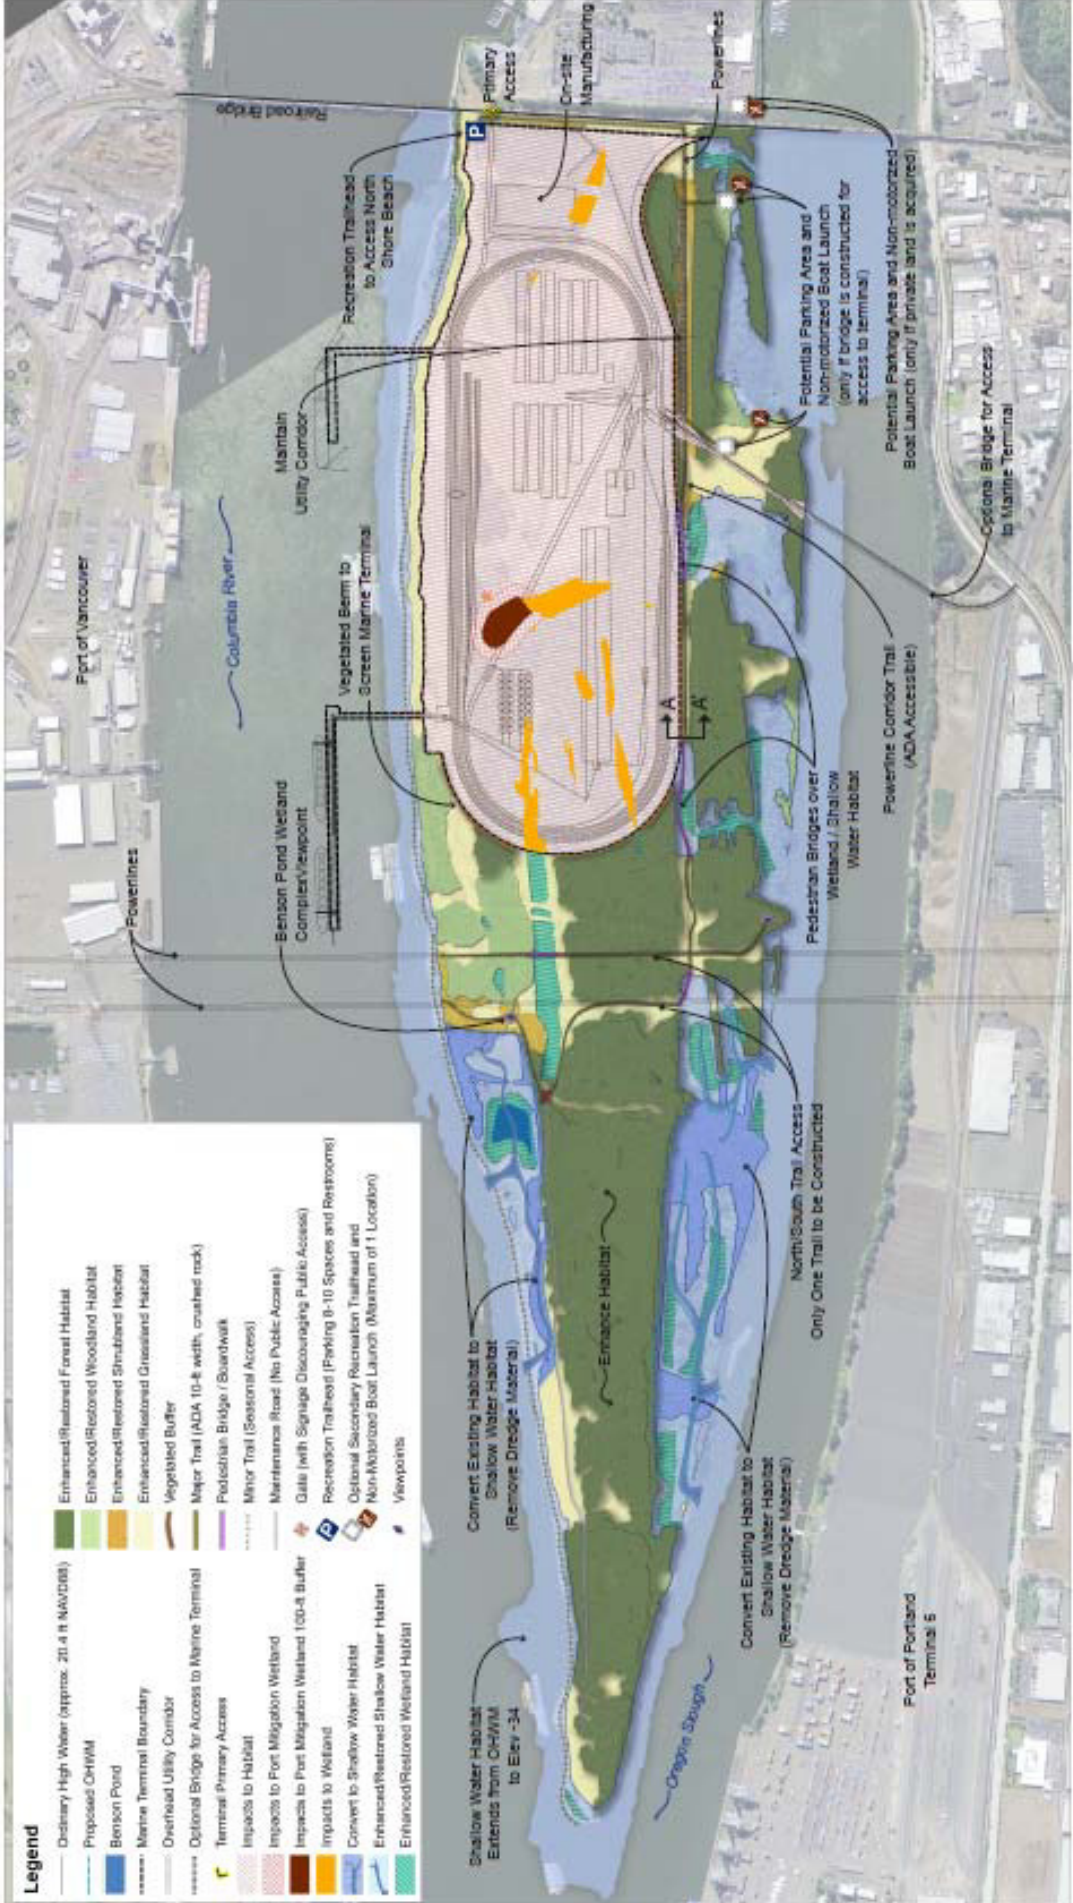 Legend
Ordinary High Water (approx. 20.4 ft NAVD88)
Proposed OHWM
Benson Pond
Marine Terminal Boundary
Overhead Utility Corridor
Optional Bridge for Access to Marine Terminal
Terminal Primary Access
Impacts to Habitat
Impacts to Port Mitigation Wetland
Impacts to Port Mitigation Wetland 100-ft Buffer
Impacts to Wetland
Convert to Shallow Water Habitat
Enhanced/Restored Shallow Water Habitat
Enhanced/Restored Wetland Habitat
Enhanced/Restored Forest Habitat
Enhanced/Restored Woodland Habitat
Enhanced/Restored Shrubland Habitat
Enhanced/Restored Grassland Habitat
Vegetated Buffer
Major Trail (ADA 10-ft width, crushed rock)
Pedestrian Bridge / Boardwalk
Minor Trail (Seasonal Access)
Maintenance Road (No Public Access)
Gate (with Signage Discouraging Public Access)
Recreation Trailhead (Parking 8-10 Spaces and Restrooms)
Optional Secondary Recreation Trailhead and
Non-Motorized Boat Launch (Maximum of 1 Location)
Viewpoints
Powerlines
Port of Vancouver
Columbia River
Railroad Bridge
Benson Pond Wetland
Complex Viewpoint
Vegetated Berm to
Screen Marine Terminal
Maintain
Utility Corridor
Recreation Trailhead
to Access North
Shore Beach
P
Primary
Access
On-site
Manufacturing
Powerlines
Shallow Water Habitat
Extends from OHWM
to Elev -34
Convert Existing Habitat to
Shallow Water Habitat
(Remove Dredge Material)
Enhance Habitat
A
A'
Oregon Slough
Convert Existing Habitat to
Shallow Water Habitat
(Remove Dredge Material)
North/South Trail Access
Only One Trail to be Constructed
Pedestrian Bridges over
Wetland / Shallow
Water Habitat
Powerline Corridor Trail
(ADA Accessible)
Potential Parking Area and
Non-motorized Boat Launch
(only if bridge is constructed for
access to terminal)
Potential Parking Area and Non-motorized
Boat Launch (only if private land is acquired)
Optional Bridge for Access
to Marine Terminal
Port of Portland
Terminal 6